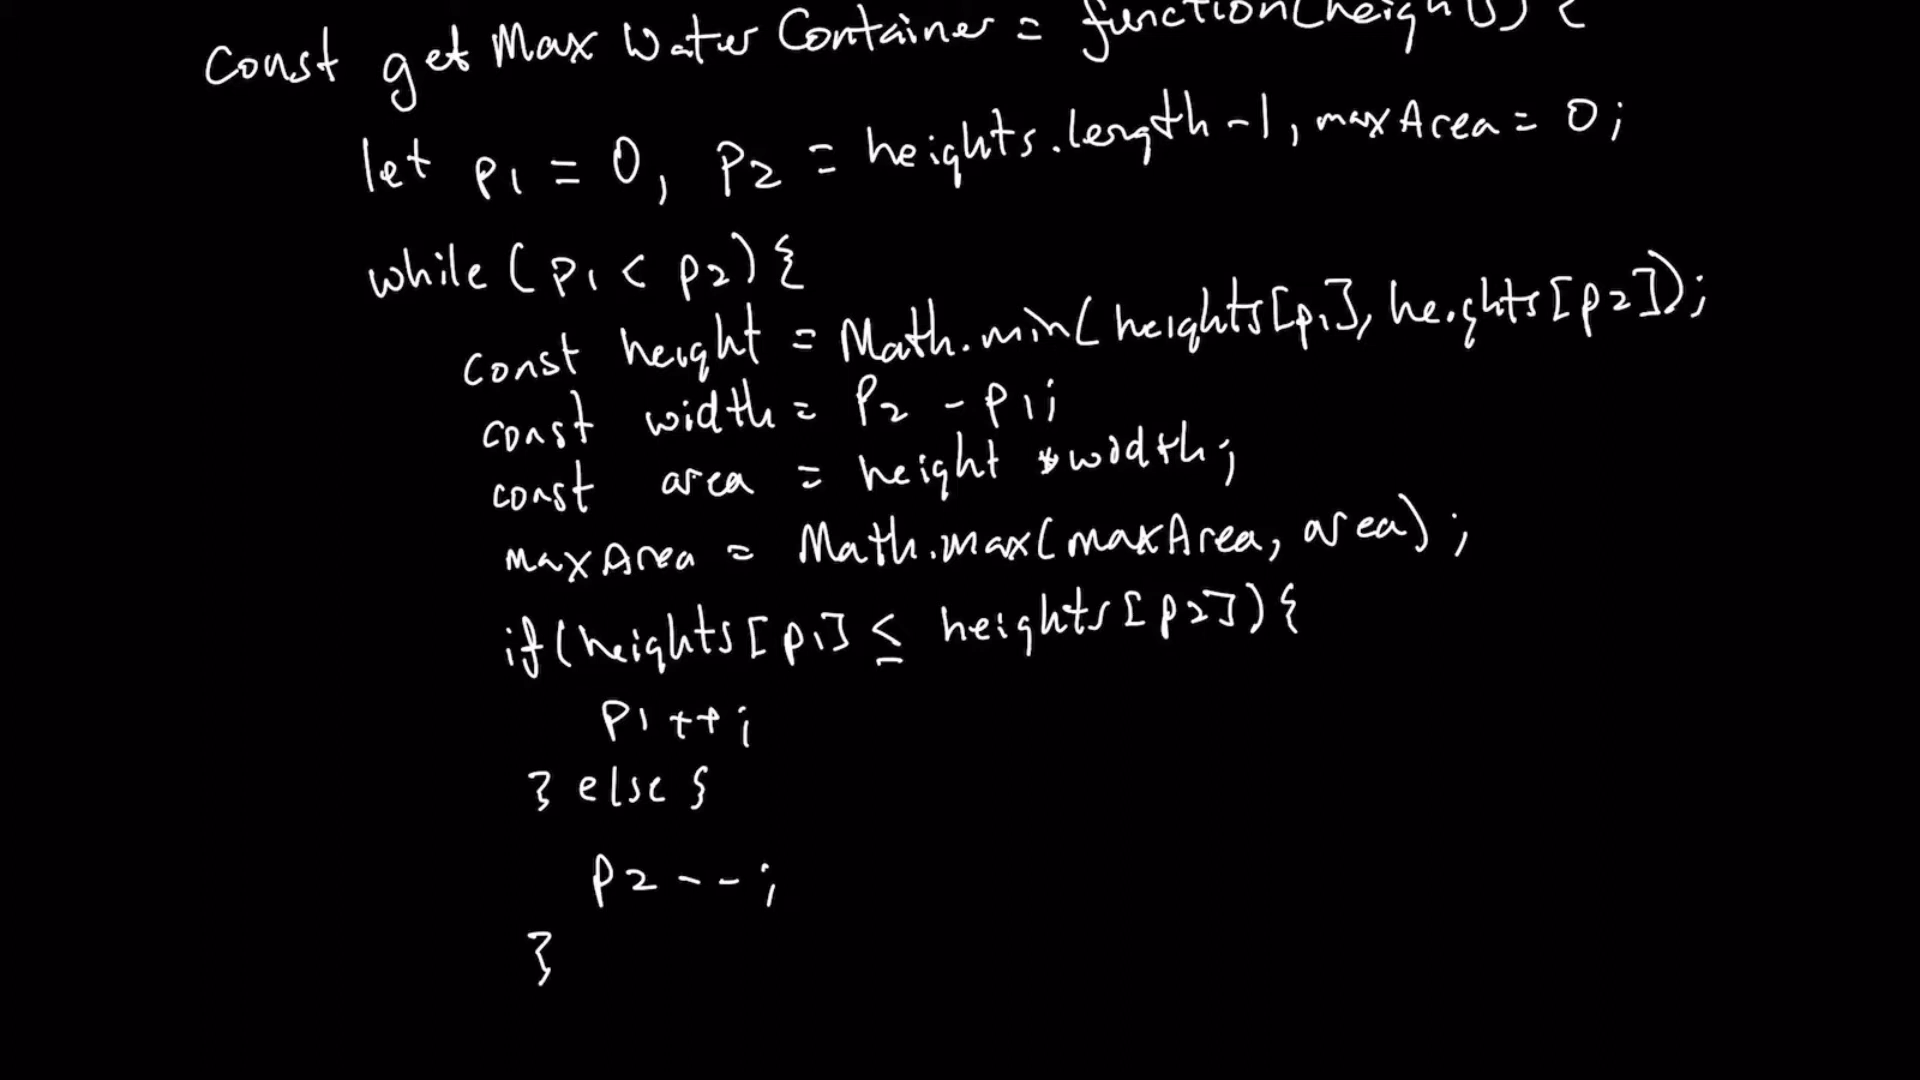 const getMaxWaterContainer = function(heights) {
let p1 = 0, p2 = heights.length-1, maxArea = 0;
while(p1 < p2){
const height = Math.min(heights[p1], heights[p2]);
const width = p2 - p1;
const area = height * width;
maxArea = Math.max(maxArea, area);
if(heights[p1] ≤ heights[p2]){
p1++;
} else {
p2--;
}